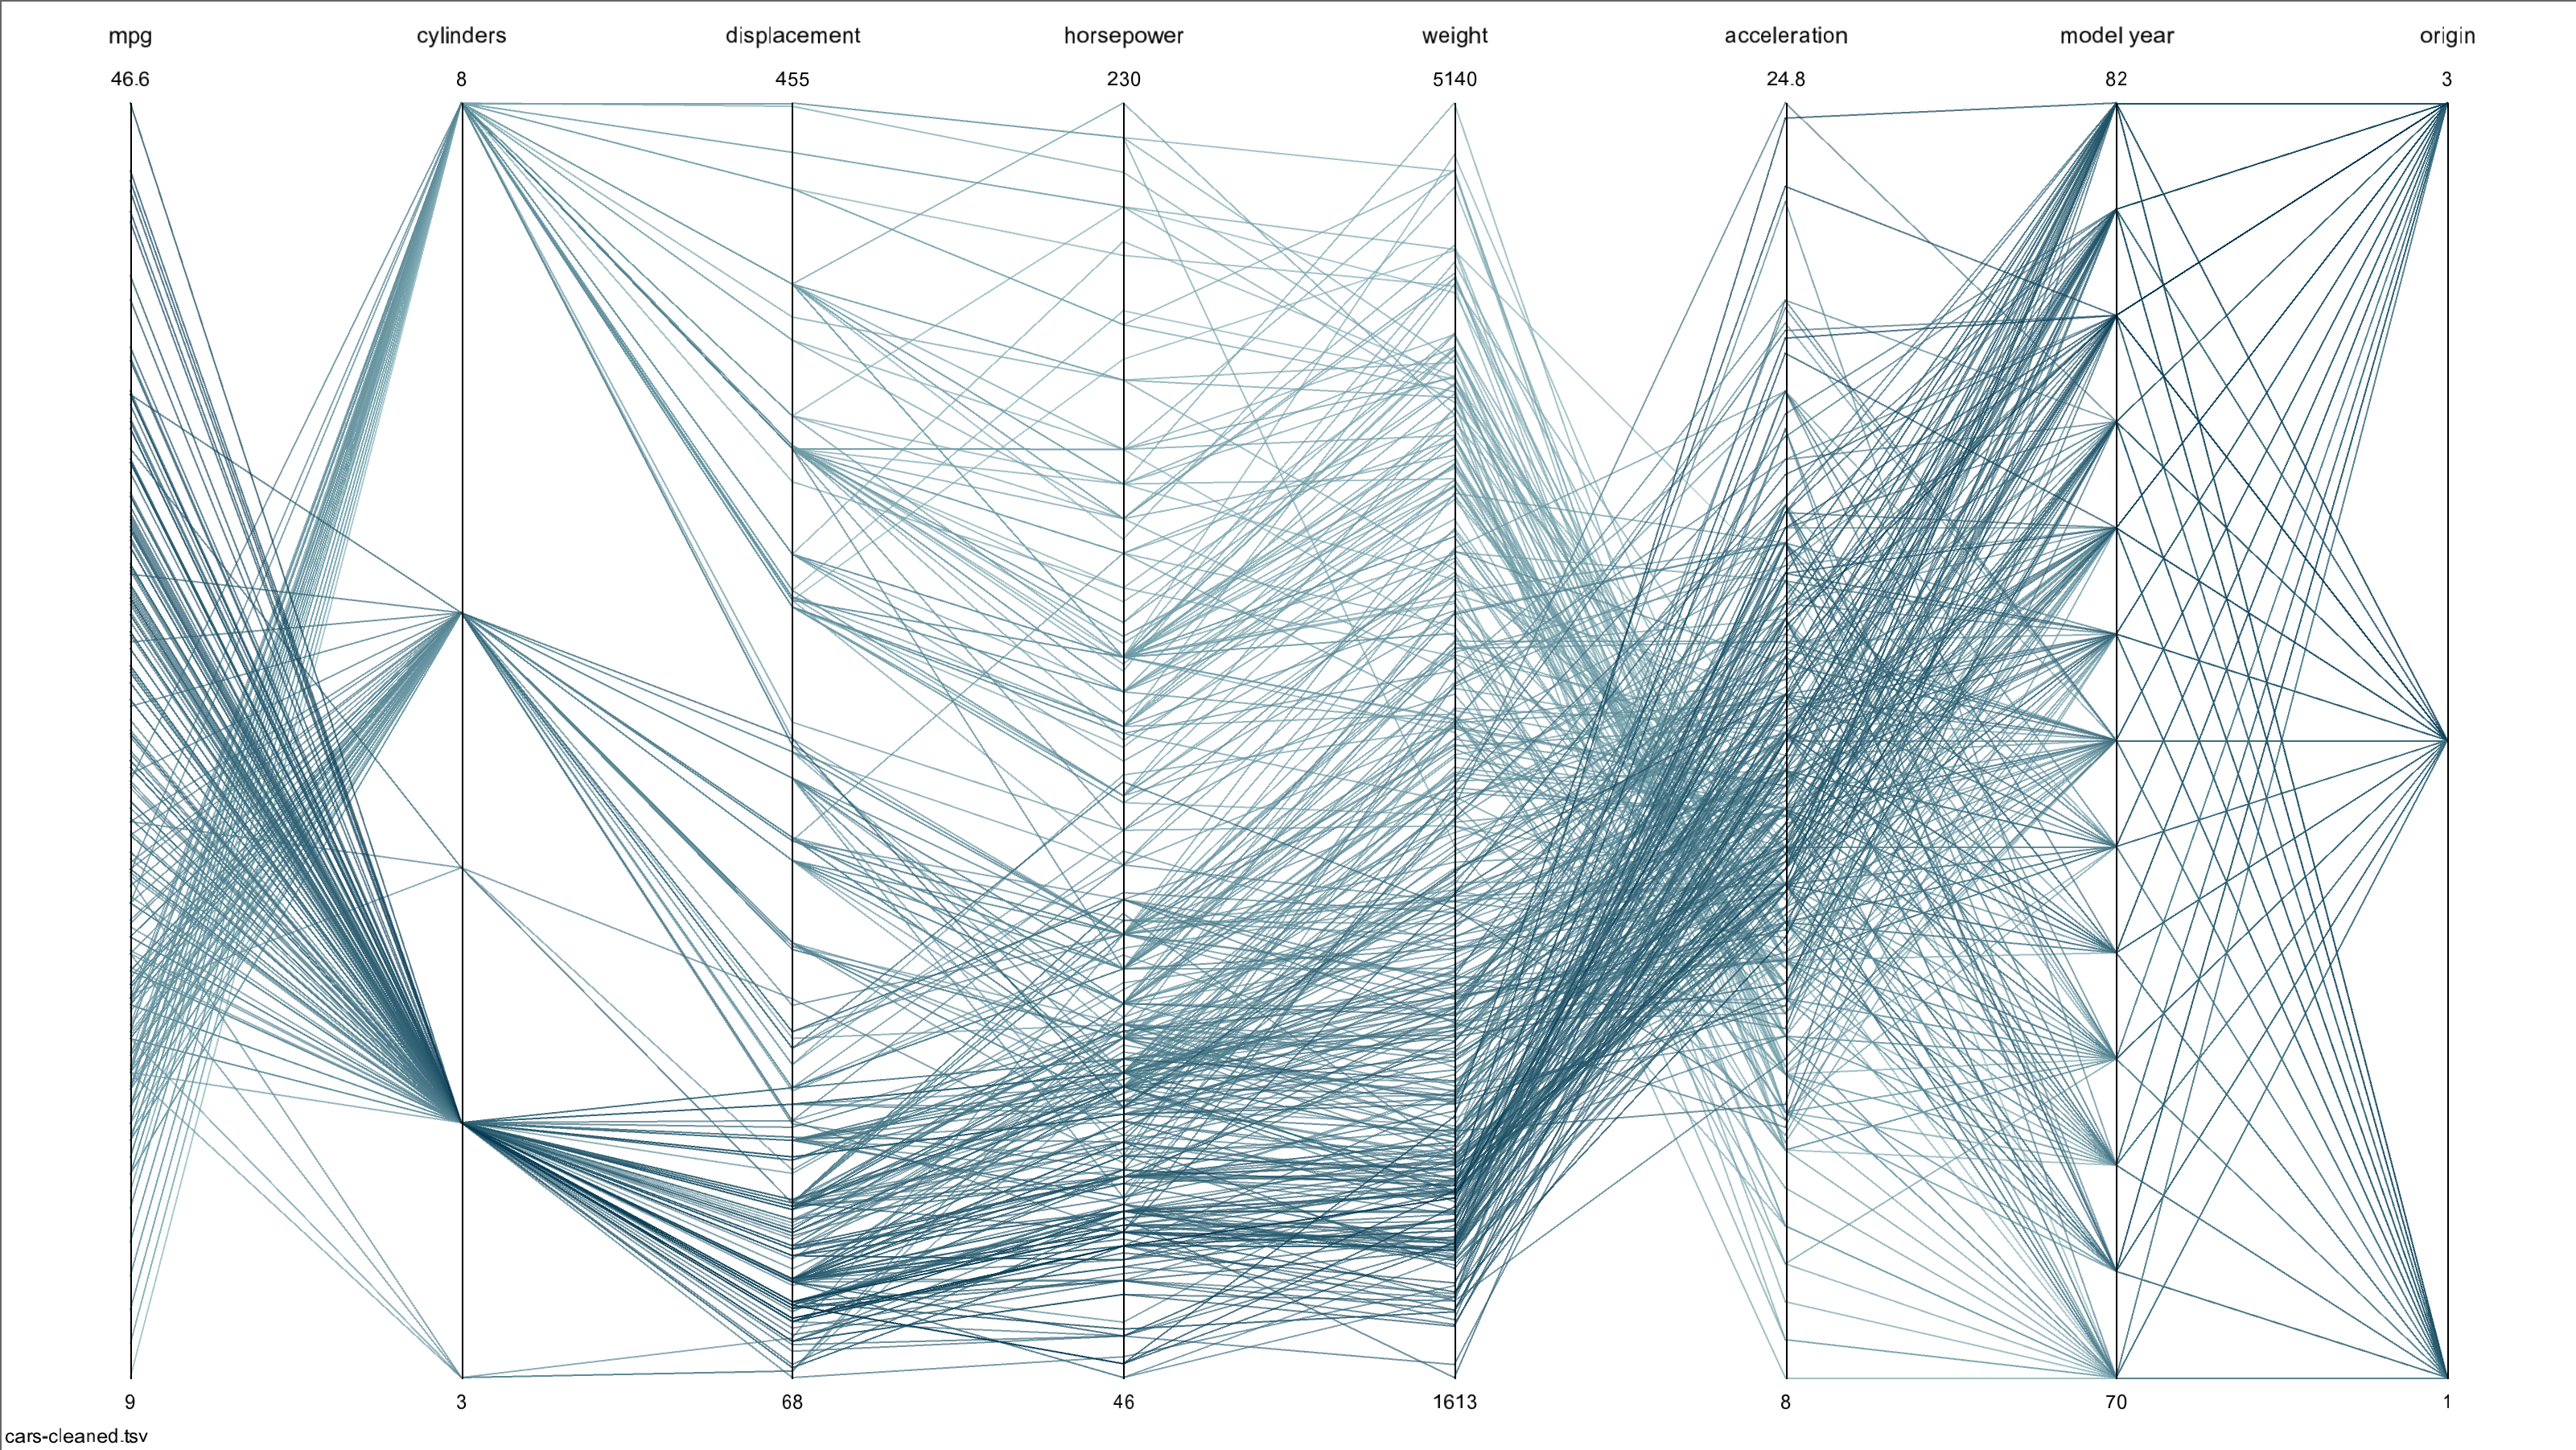 mpg cylinders displacement horsepower weight acceleration model year origin
46.6 8 455 230 5140 24.8 82 3
9 3 68 46 1613 8 70 1
cars-cleaned.tsv